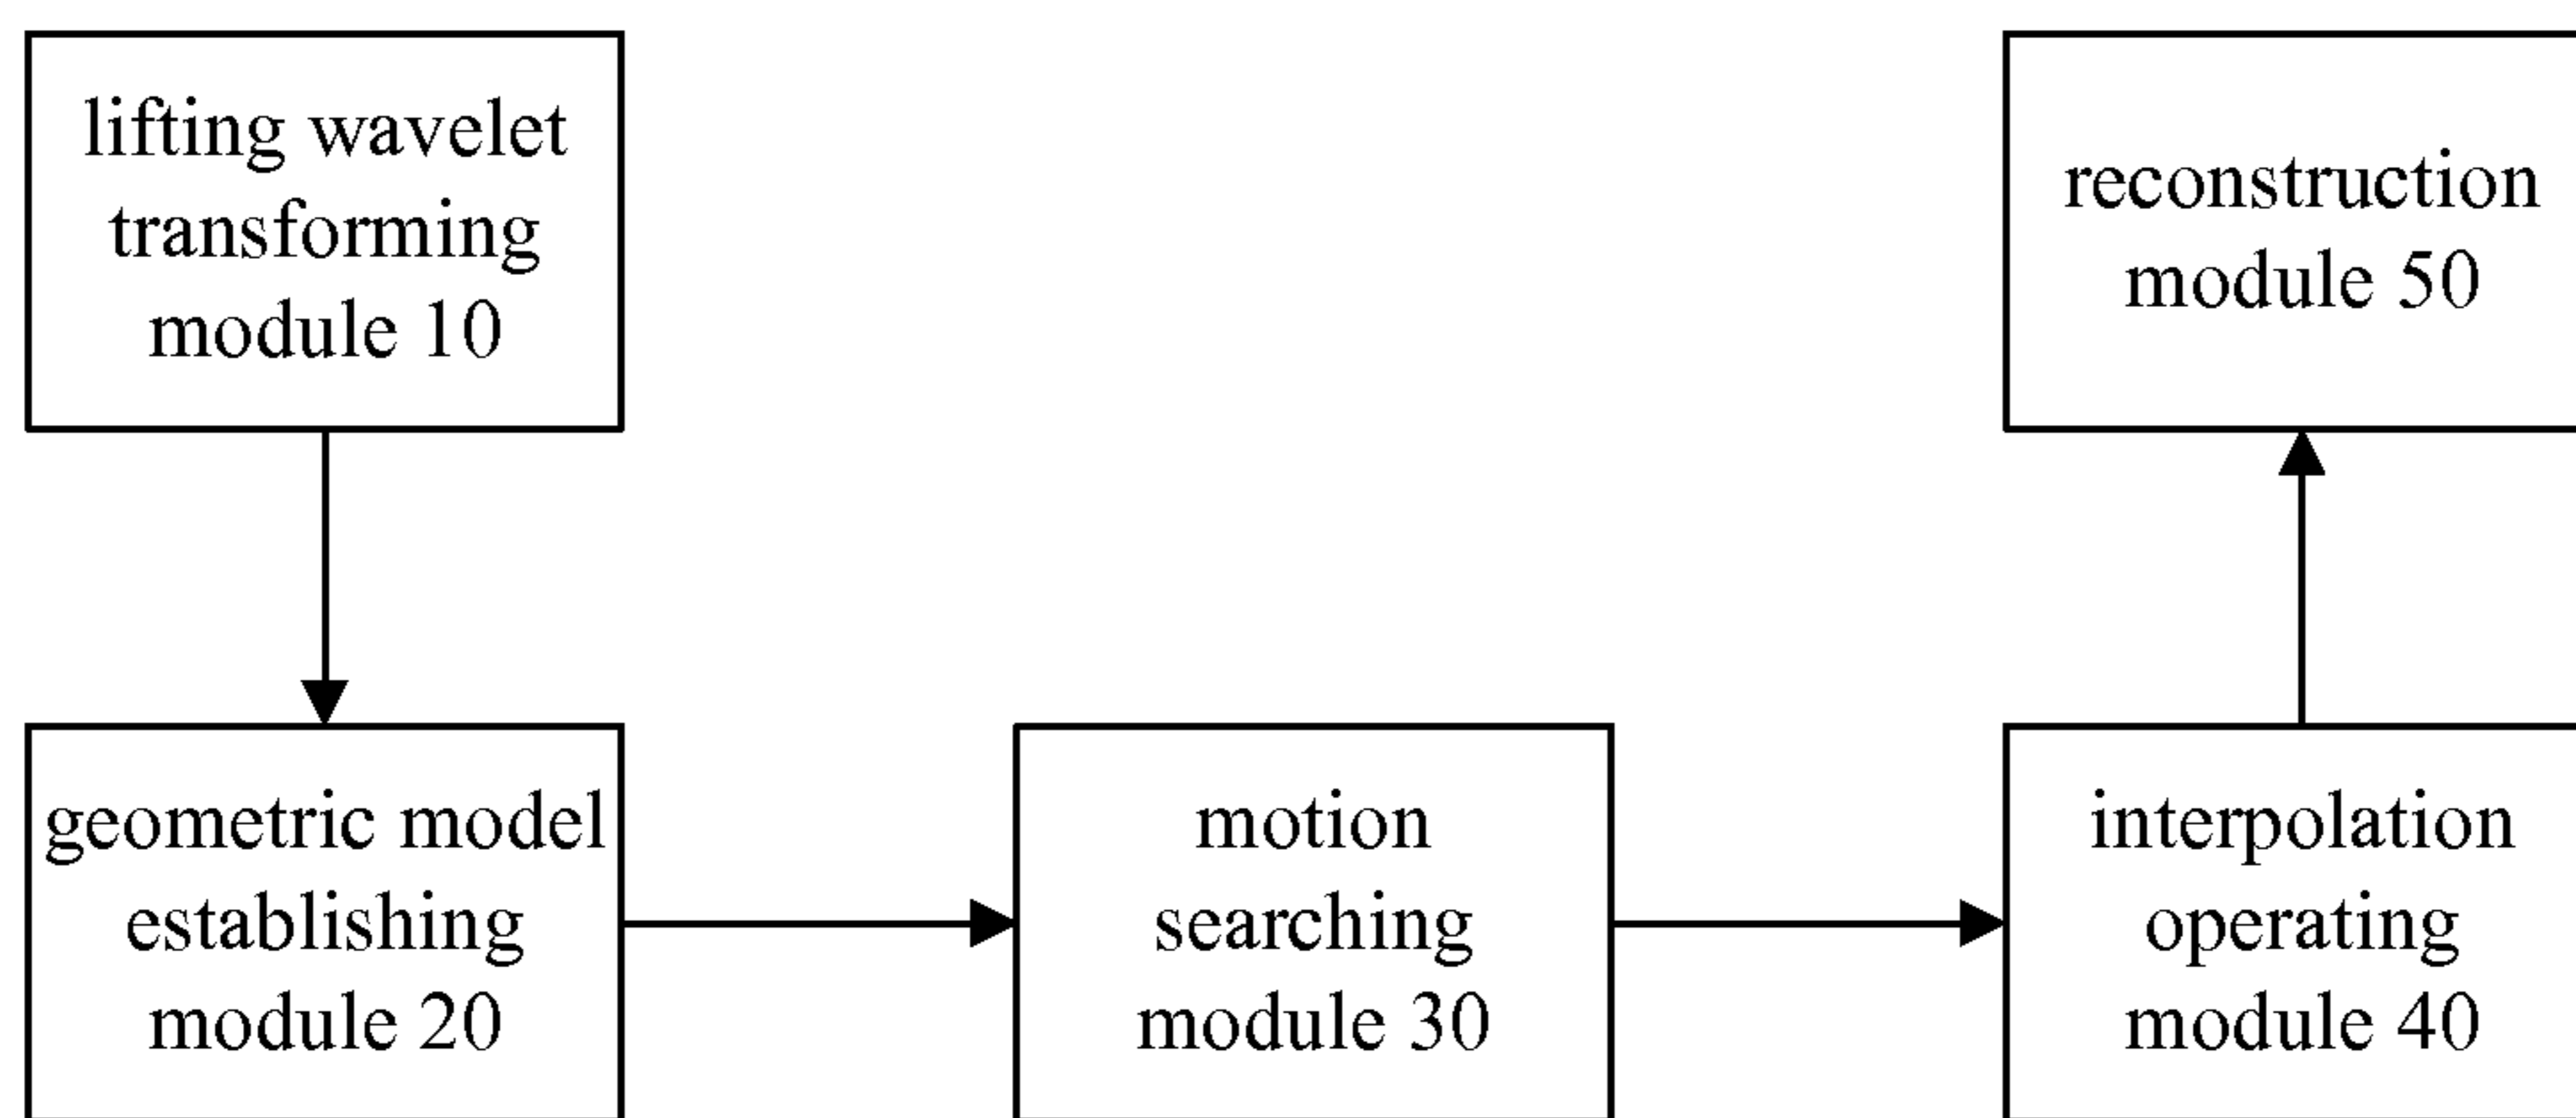 lifting wavelet
transforming
module 10
reconstruction
module 50
geometric model
establishing
module 20
motion
searching
module 30
interpolation
operating
module 40